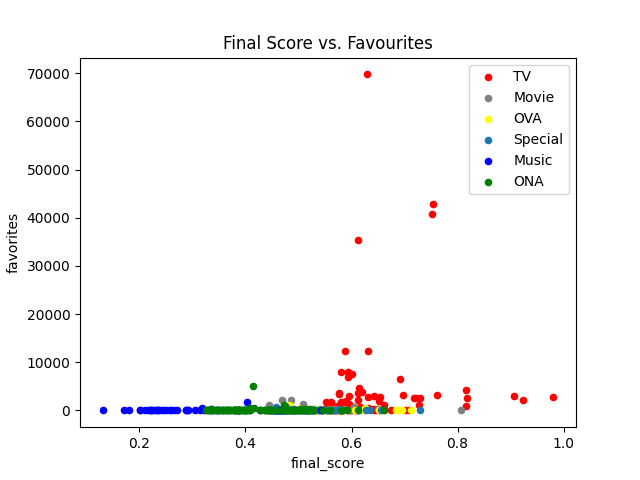 Final Score vs. Favourites
favorites
70000
60000
50000
40000
30000
20000
10000
0
TV
Movie
OVA
Special
Music
ONA
0.2 0.4 0.6 0.8 1.0
final_score